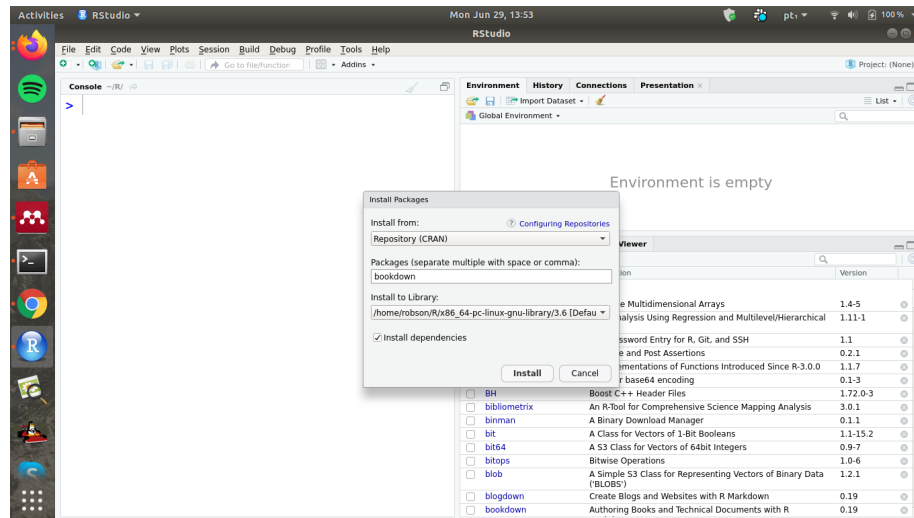 Activities RStudio Mon Jun 29, 13:53 pt₁ 100 %
RStudio
File Edit Code View Plots Session Build Debug Profile Tools Help
Go to file/function Addins Project: (None)
Console ~/R/
>
Environment History Connections Presentation
Import Dataset List
Global Environment
Environment is empty
Install Packages
Install from: ? Configuring Repositories
Repository (CRAN)
Packages (separate multiple with space or comma):
bookdown
Install to Library:
/home/robson/R/x86_64-pc-linux-gnu-library/3.6 [Defau
Install dependencies
Install Cancel
Viewer
Version
Multidimensional Arrays 1.4-5
Using Regression and Multilevel/Hierarchical 1.11-1
Entry for R, Git, and SSH 1.1
and Post Assertions 0.2.1
of Functions Introduced Since R-3.0.0 1.1.7
base64 encoding 0.1-3
BH Boost C++ Header Files 1.72.0-3
bibliometrix An R-Tool for Comprehensive Science Mapping Analysis 3.0.1
binman A Binary Download Manager 0.1.1
bit A Class for Vectors of 1-Bit Booleans 1.1-15.2
bit64 A S3 Class for Vectors of 64bit Integers 0.9-7
bitops Bitwise Operations 1.0-6
blob A Simple S3 Class for Representing Vectors of Binary Data 1.2.1
('BLOBS')
blogdown Create Blogs and Websites with R Markdown 0.19
bookdown Authoring Books and Technical Documents with R 0.19